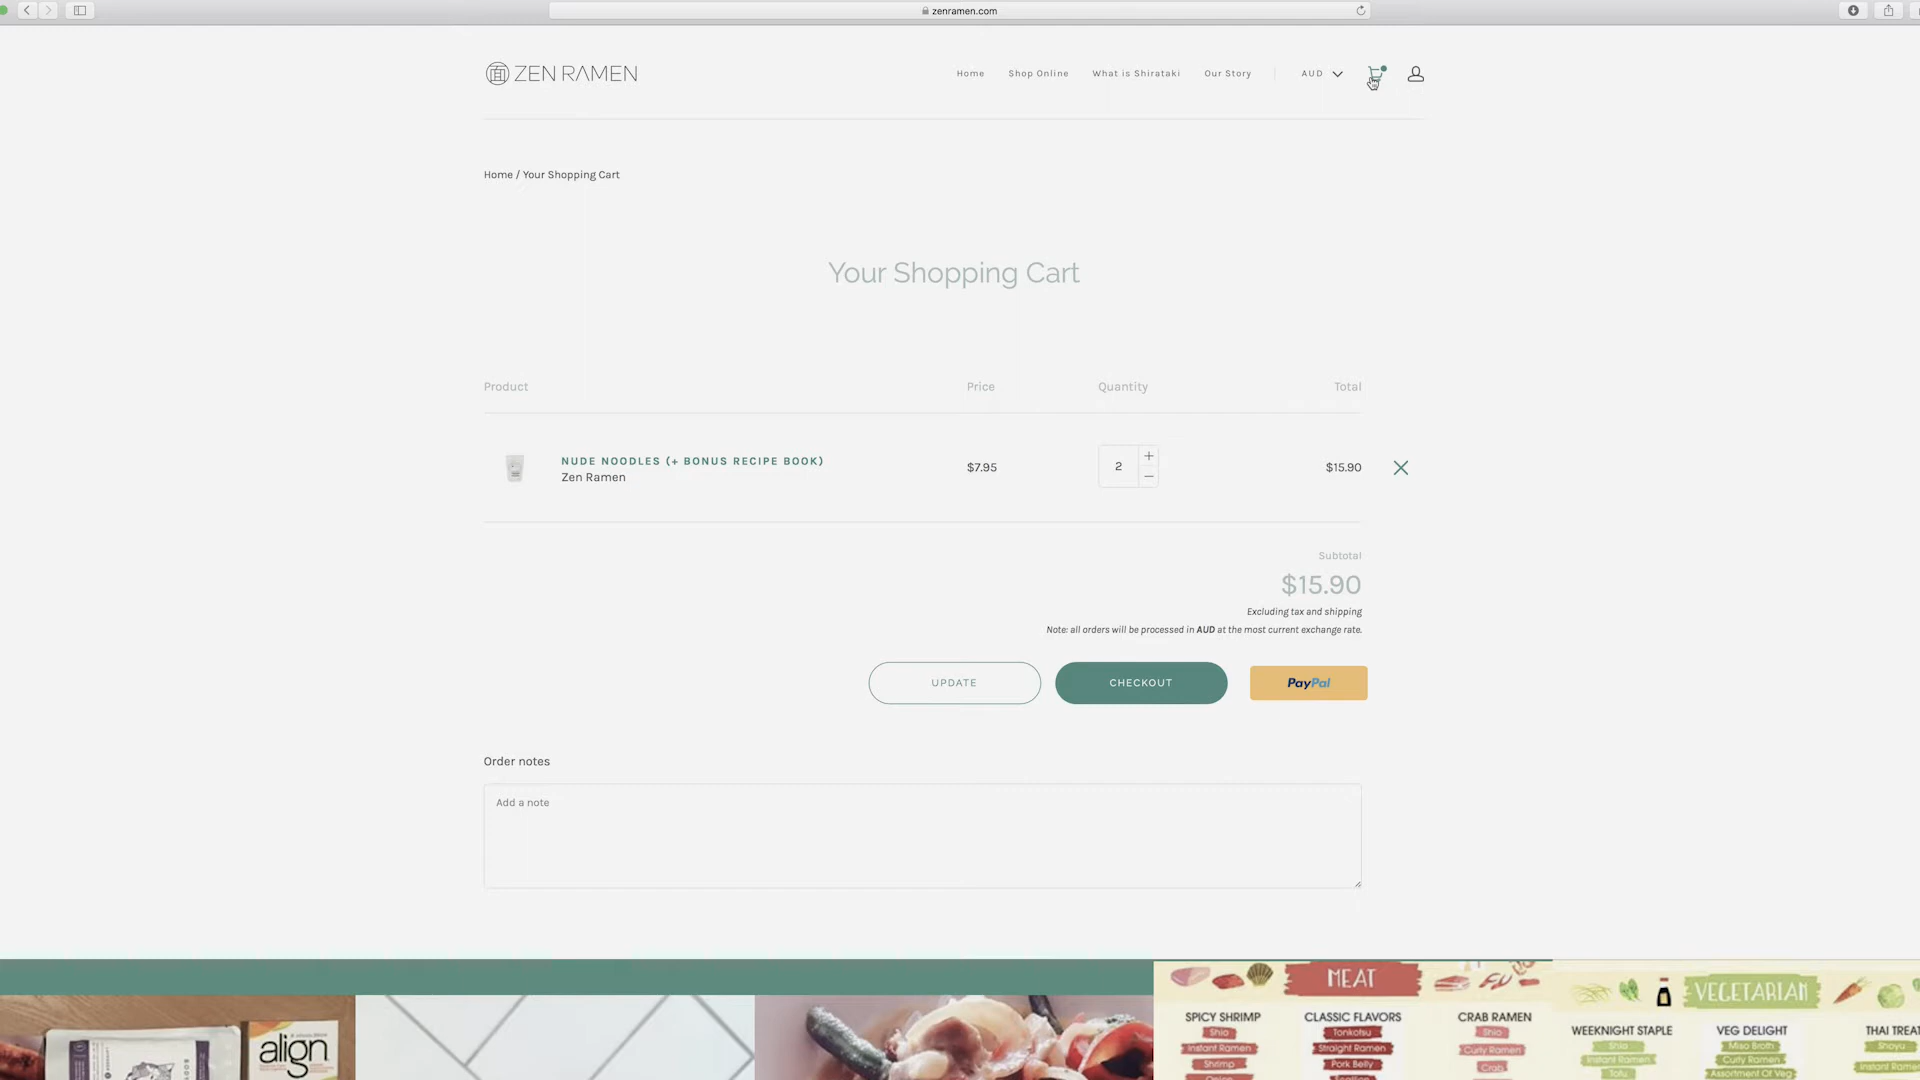 zenramen.com
ZEN RAMEN
Home
Shop Online
What is Shirataki
Our Story
AUD
Home / Your Shopping Cart
Your Shopping Cart
Product
Price
Quantity
Total
NUDE NOODLES (+ BONUS RECIPE BOOK)
Zen Ramen
$7.95
2
$15.90
Subtotal
$15.90
Excluding tax and shipping
Note: all orders will be processed in AUD at the most current exchange rate.
UPDATE
CHECKOUT
PayPal
Order notes
Add a note
align
MEAT
SPICY SHRIMP
Shio
Instant Ramen
Shrimp
CLASSIC FLAVORS
Tonkotsu
Straight Ramen
Pork Belly
CRAB RAMEN
Shio
Curly Ramen
Crab
VEGETARIAN
WEEKNIGHT STAPLE
Shio
Instant Ramen
Tofu
VEG DELIGHT
Miso Broth
Curly Ramen
Assortment Of Veg
THAI TREAT
Shoyu
Instant Ramen